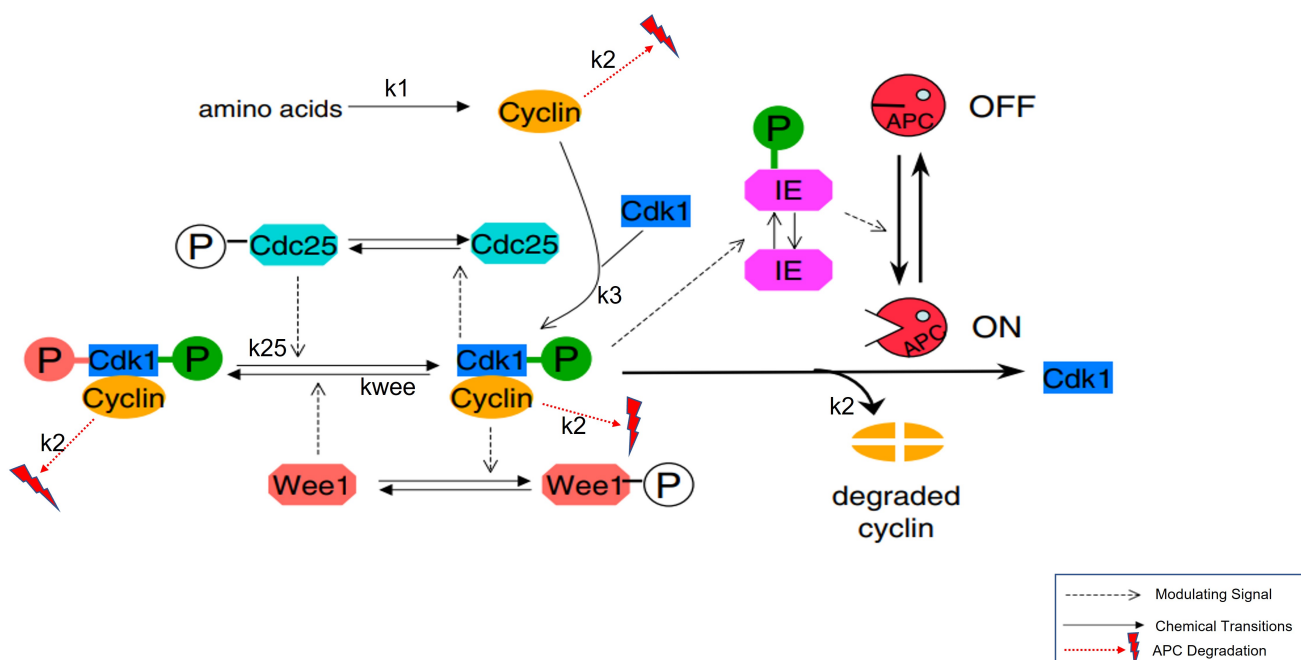 k2
k1
amino acids
Cyclin
P
APC
OFF
IE
Cdk1
P
Cdc25
Cdc25
IE
k3
APC
ON
P
Cdk1
P
k25
kwee
Cdk1
P
Cyclin
Cyclin
Cdk1
k2
k2
k2
Wee1
Wee1
P
degraded
cyclin
Modulating Signal
Chemical Transitions
APC Degradation